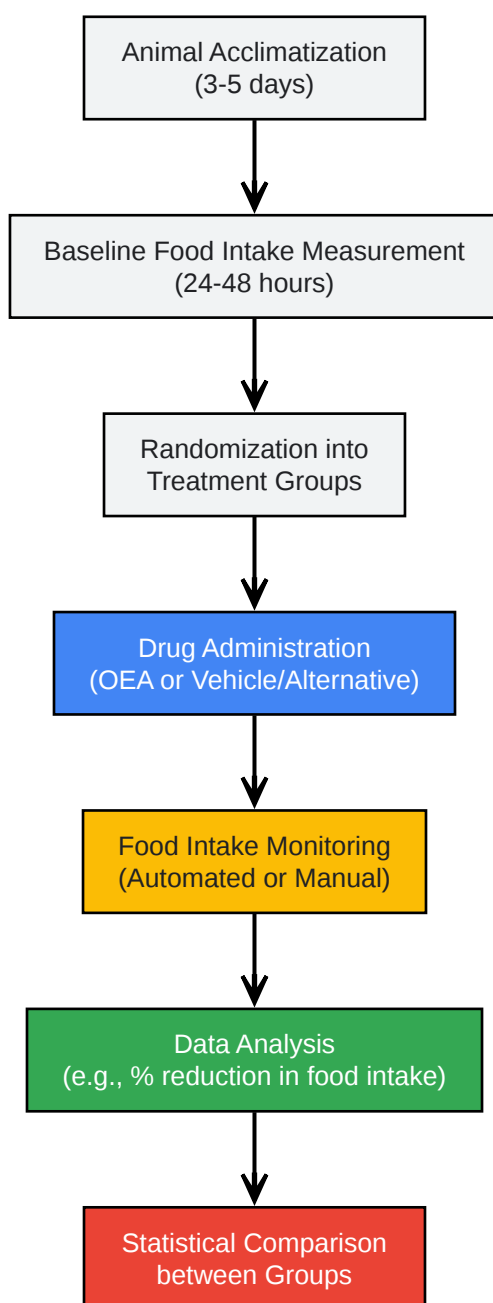 Animal Acclimatization
(3-5 days)
Baseline Food Intake Measurement
(24-48 hours)
Randomization into
Treatment Groups
Drug Administration
(OEA or Vehicle/Alternative)
Food Intake Monitoring
(Automated or Manual)
Data Analysis
(e.g., % reduction in food intake)
Statistical Comparison
between Groups